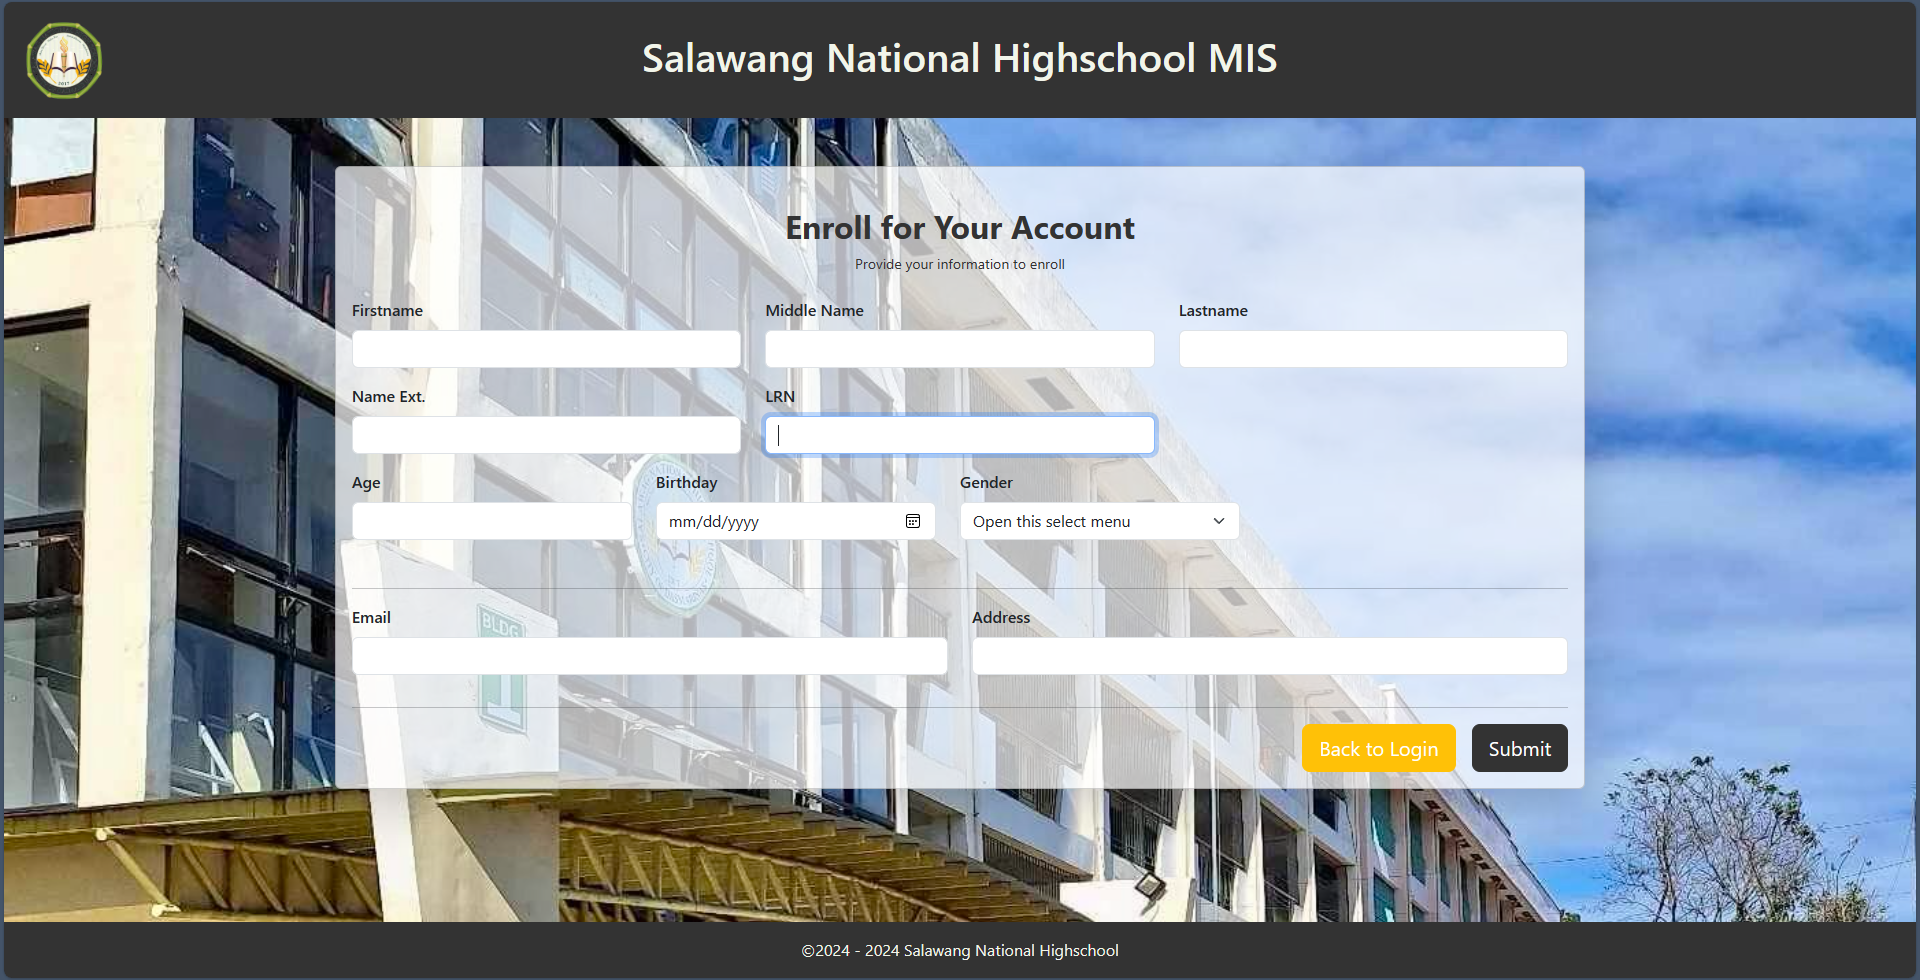 Salawang National Highschool MIS
Enroll for Your Account
Provide your information to enroll
Firstname
Middle Name
Lastname
Name Ext.
LRN
Age
Birthday
Gender
mm/dd/yyyy
Open this select menu
Email
Address
BLDG
1
Back to Login
Submit
©2024 - 2024 Salawang National Highschool